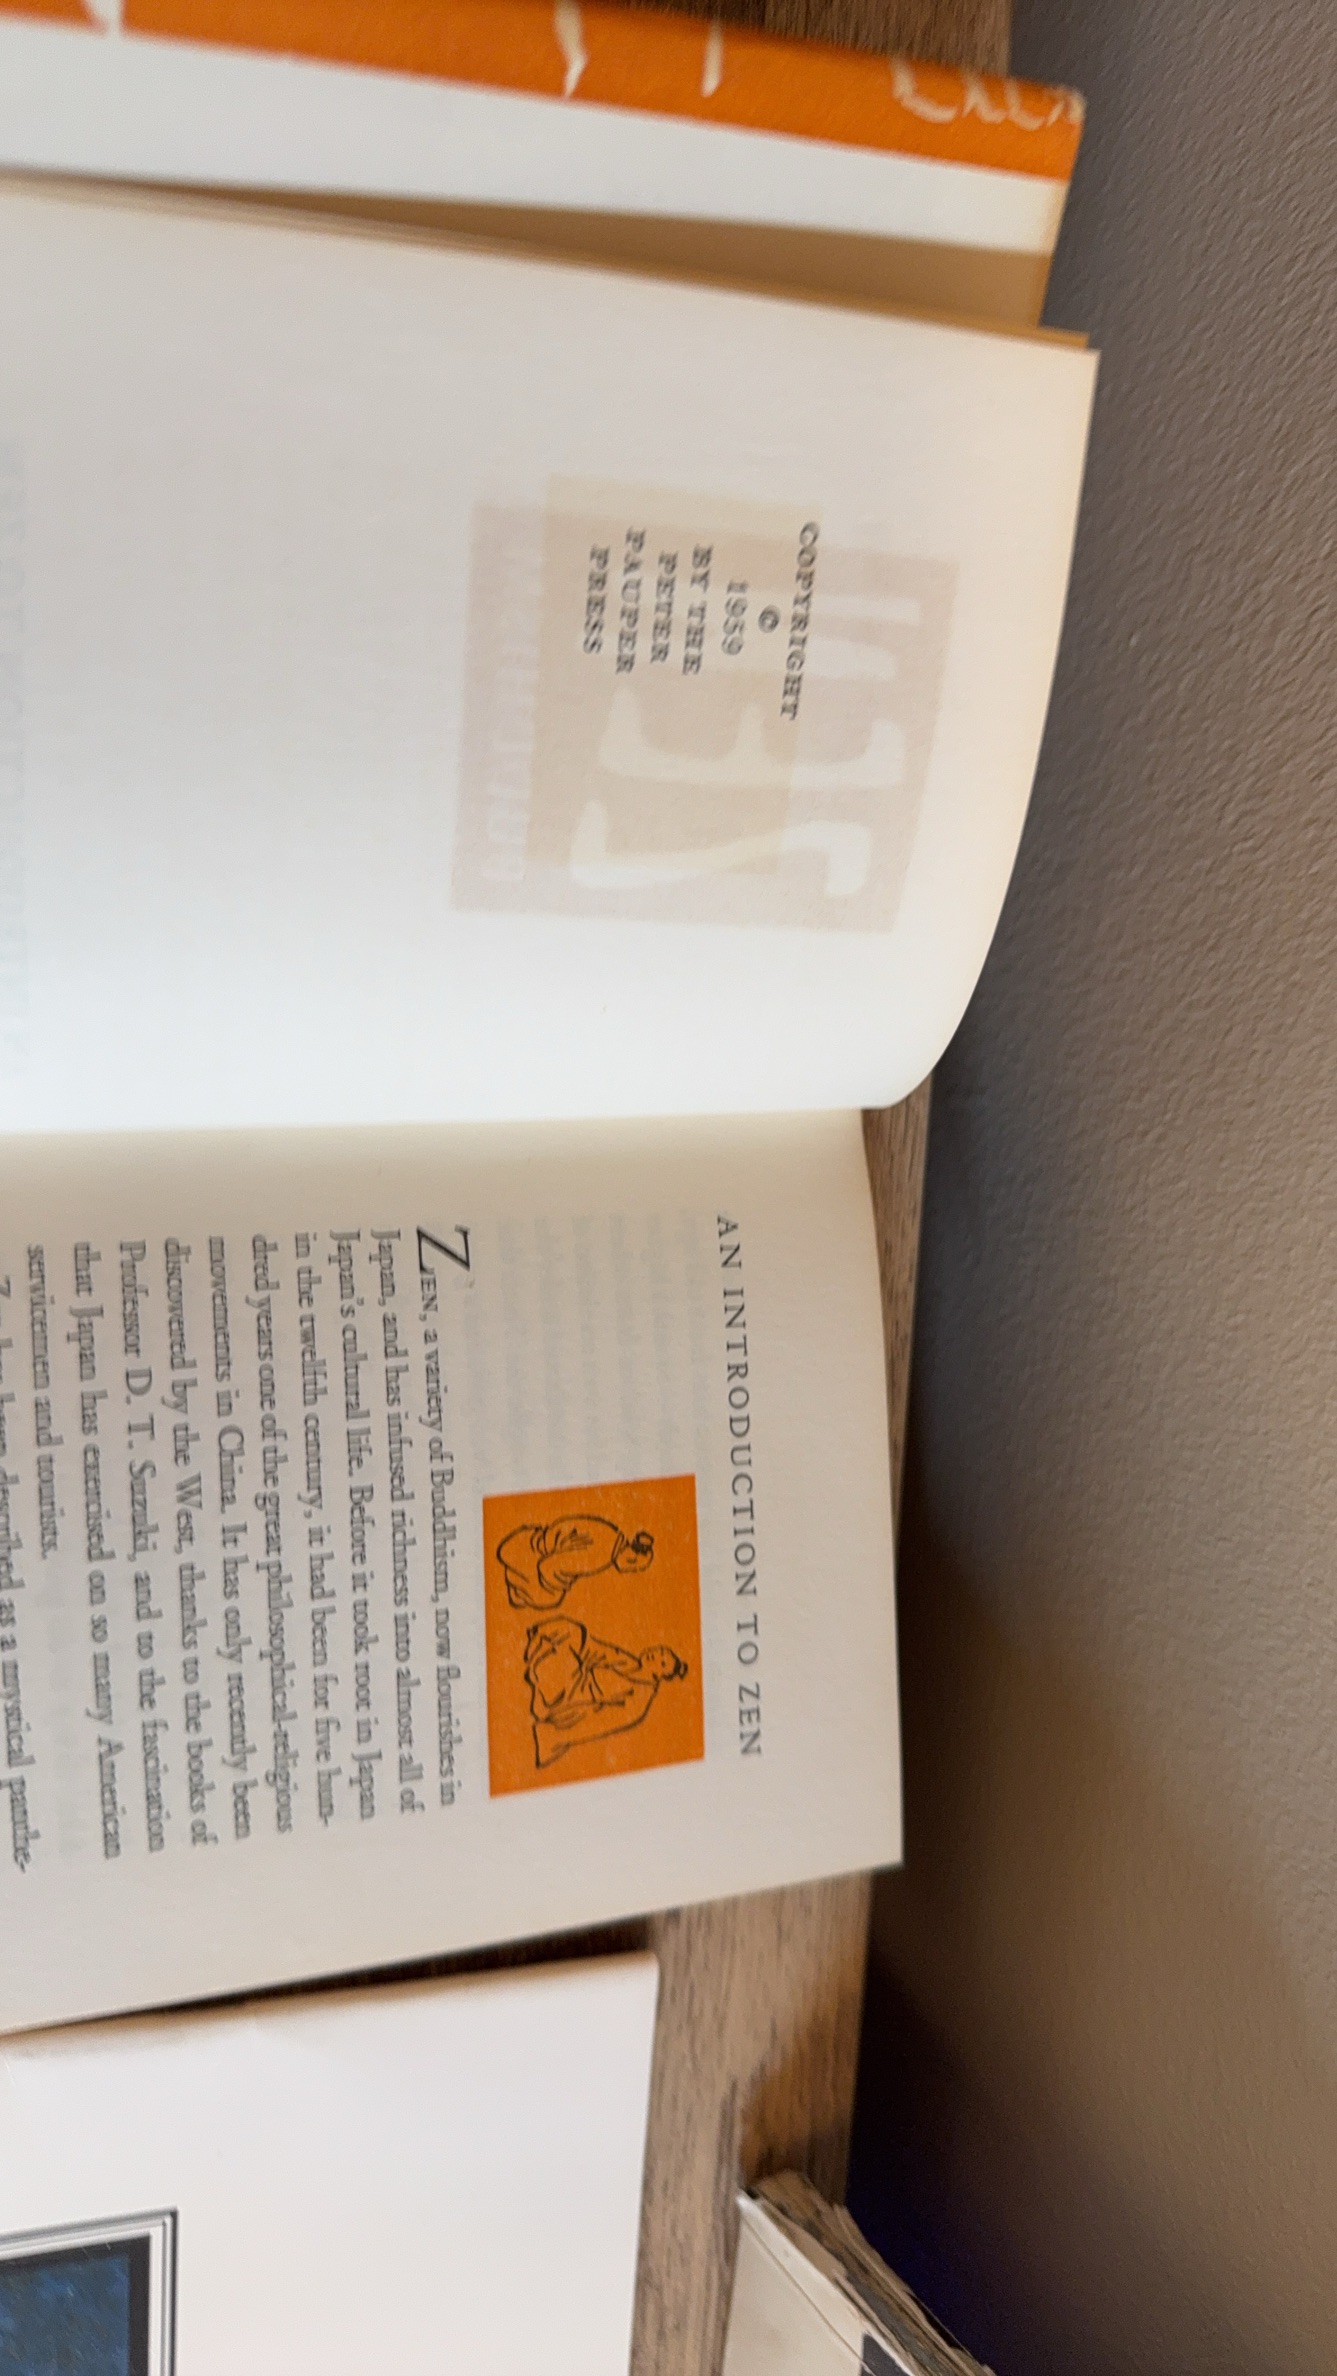 COPYRIGHT
©
1959
BY THE
PETER
PAUPER
PRESS
AN INTRODUCTION TO ZEN
ZEN, a variety of Buddhism, now flourishes in
Japan, and has infused richness into almost all of
Japan's cultural life. Before it took root in Japan
in the twelfth century, it had been for five hun-
dred years one of the great philosophical-religious
movements in China. It has only recently been
discovered by the West, thanks to the books of
Professor D. T. Suzuki, and to the fascination
that Japan has exercised on so many American
servicemen and tourists.
described as a mystical panthe-